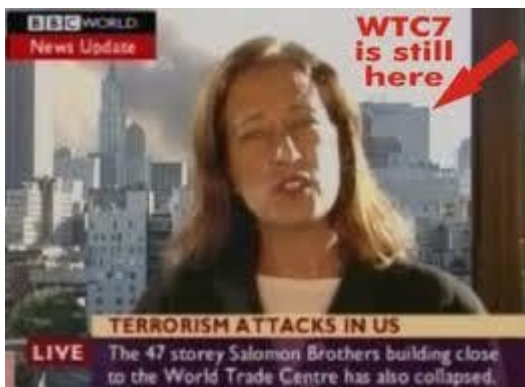 BBC WORLD
News Update
WTC7
is still
here
TERRORISM ATTACKS IN US
LIVE
The 47 storey Salomon Brothers building close
to the World Trade Centre has also collapsed.